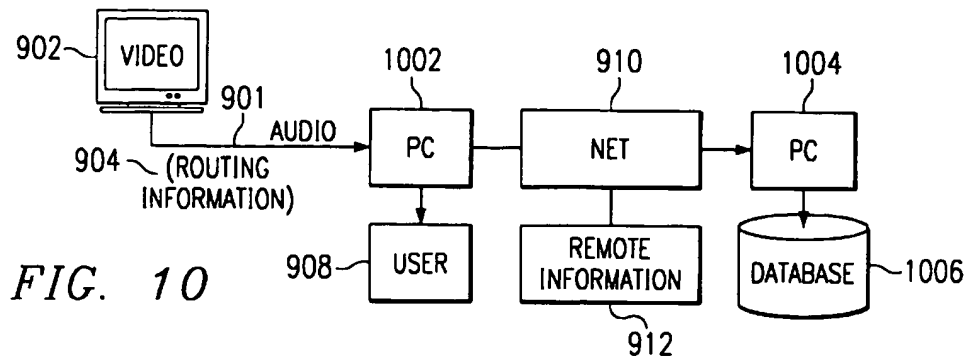 902
VIDEO
901
AUDIO
904
(ROUTING
INFORMATION)
1002
PC
910
NET
1004
PC
908
USER
REMOTE
INFORMATION
912
DATABASE
1006
FIG. 10